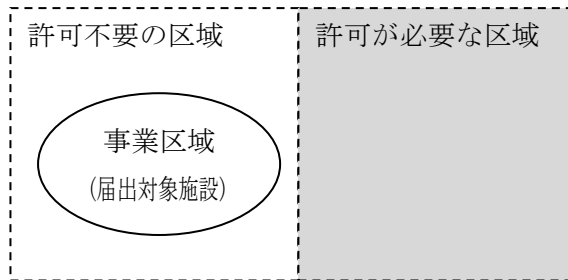 許可不要の区域
許可が必要な区域
事業区域
(届出対象施設)